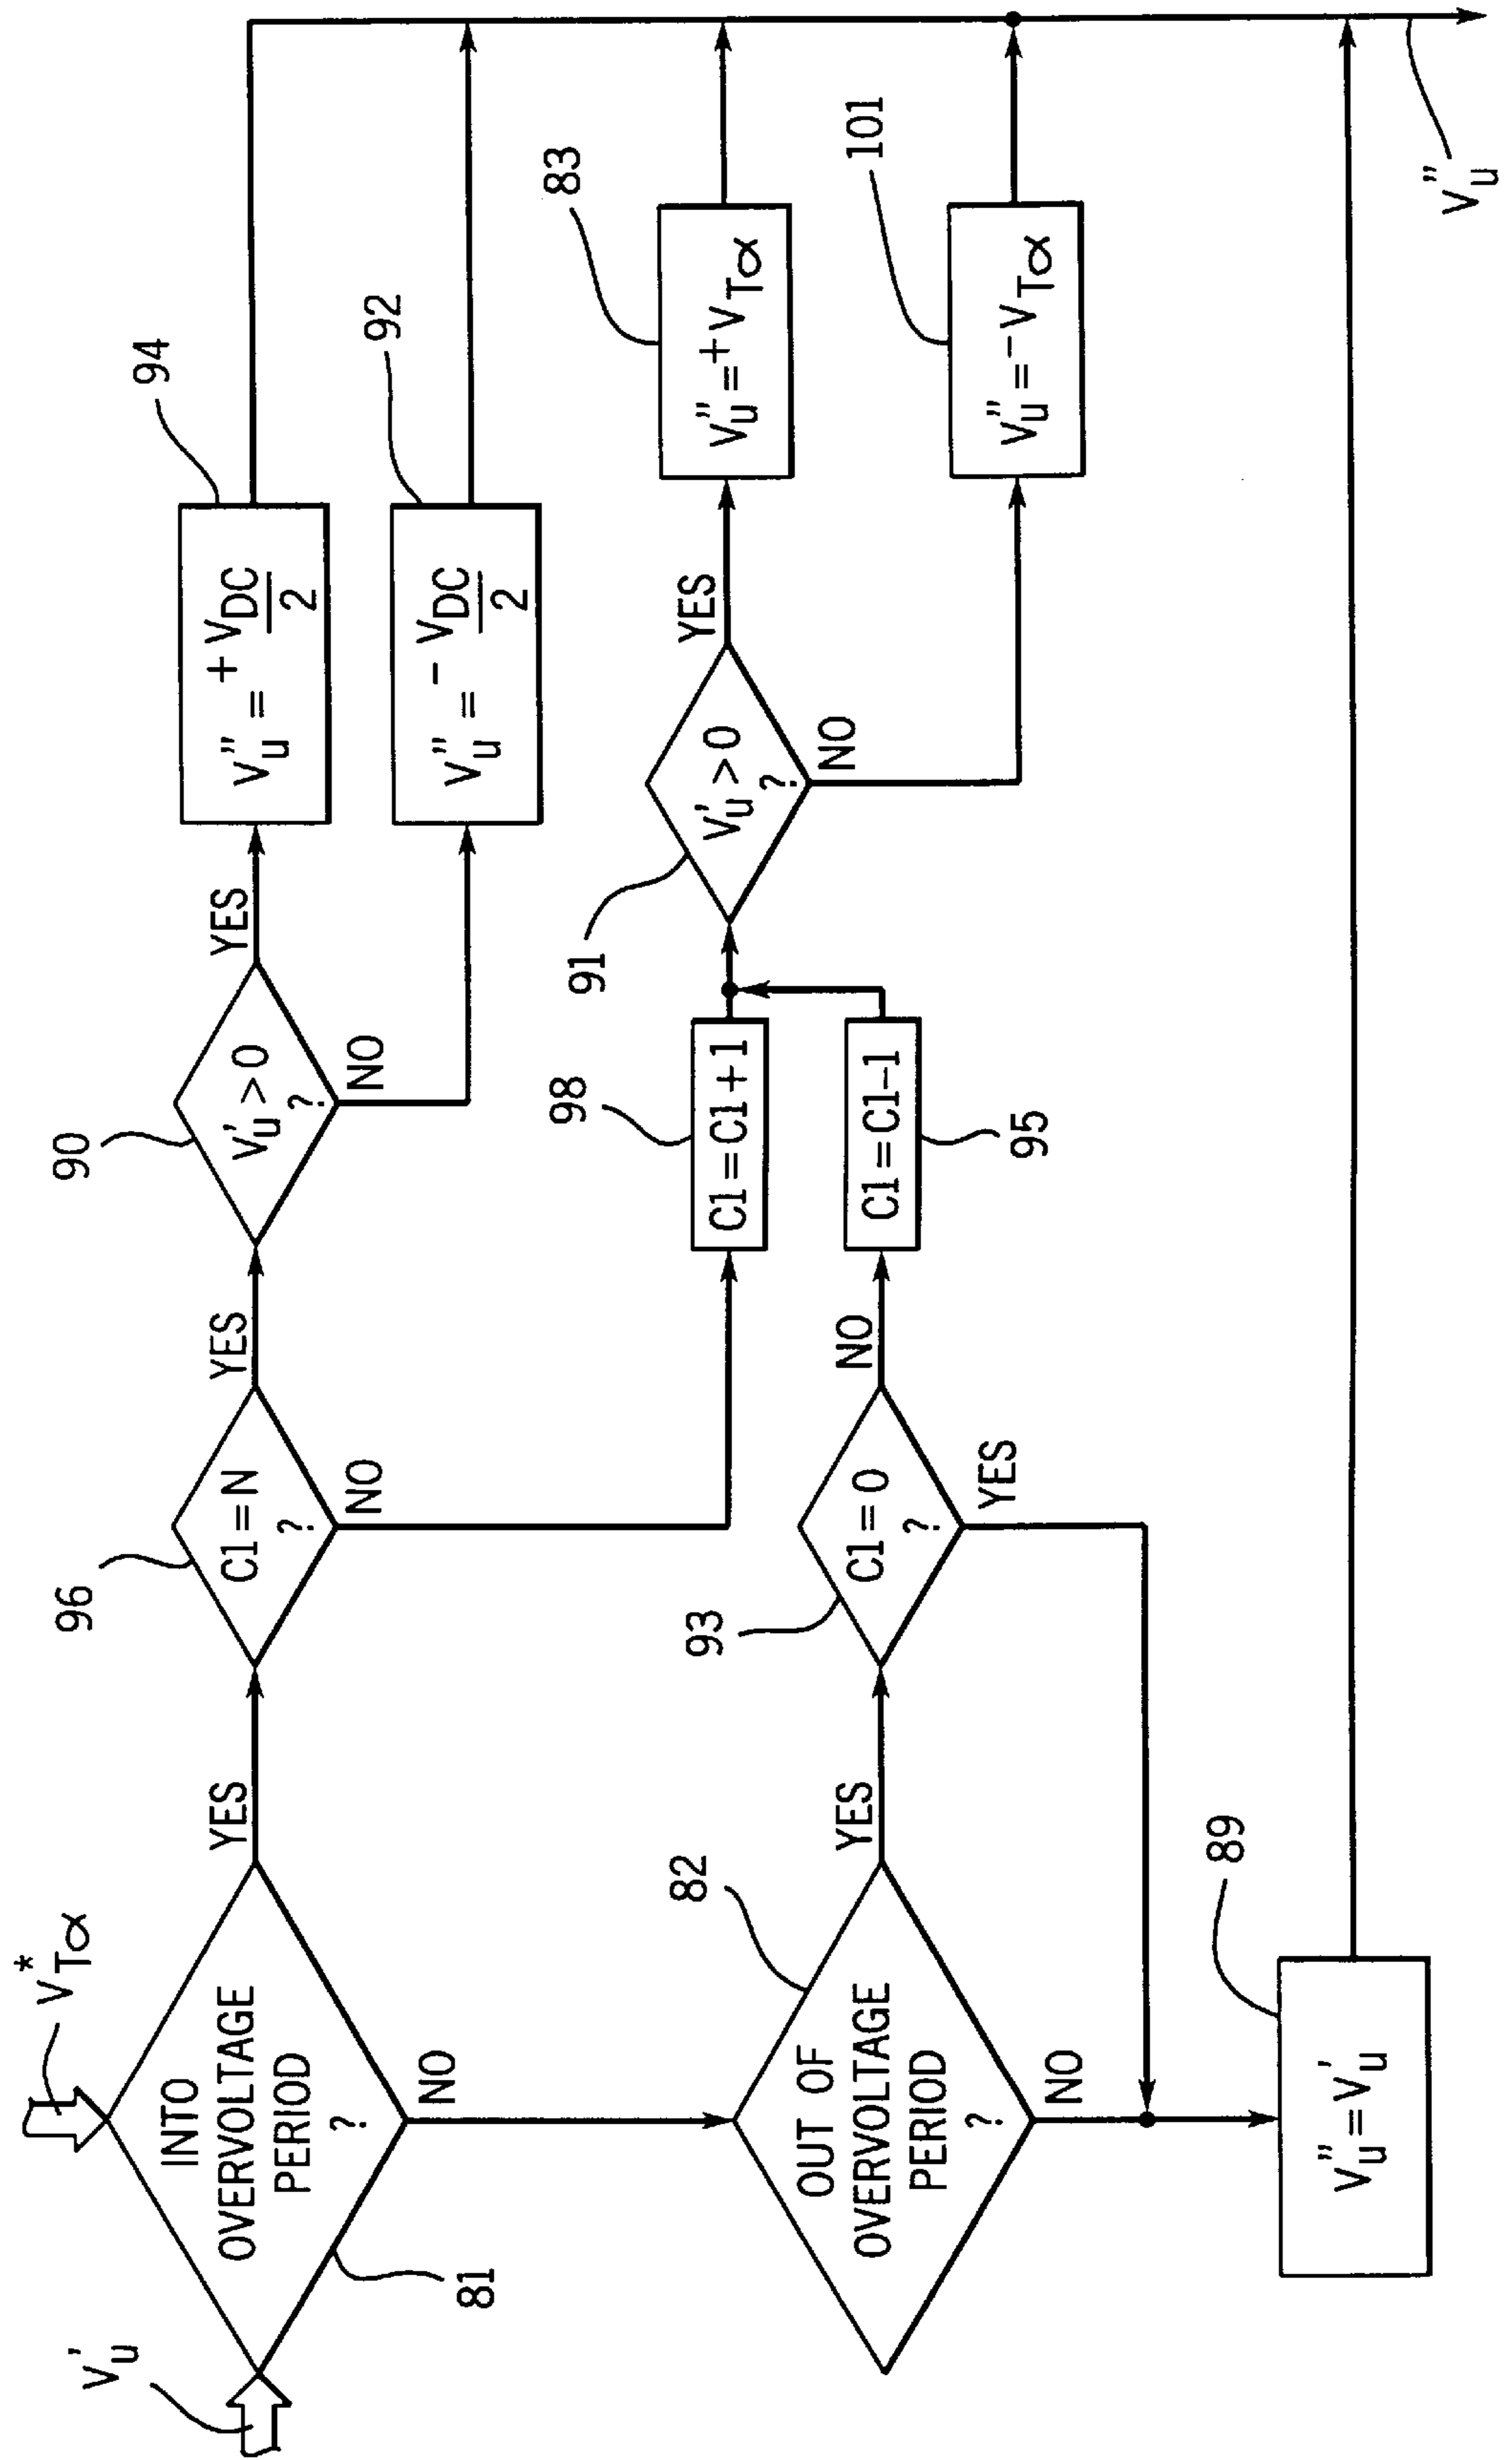 V'u
V*Tα
INTO
OVERVOLTAGE
PERIOD
?
81
YES
NO
96
C1 = N
?
YES
NO
90
V'u > 0
?
YES
NO
94
V''u = + VDC
2
92
V''u = - VDC
2
OUT OF
OVERVOLTAGE
PERIOD
?
82
YES
NO
93
C1 = 0
?
NO
YES
98
C1 = C1 + 1
C1 = C1 - 1
95
91
V'u > 0
?
YES
NO
83
V''u = + VTα
101
V''u = - VTα
89
V''u = V'u
V''u